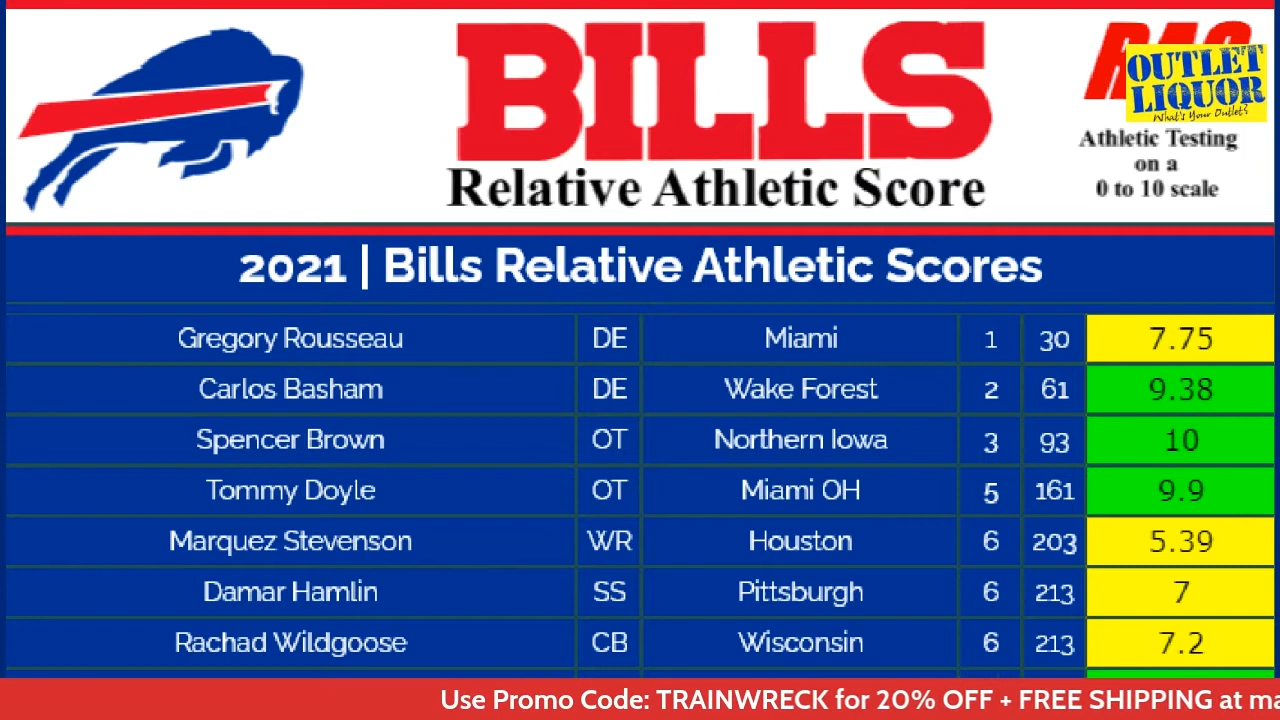 BILLS
Relative Athletic Score
OUTLET
LIQUOR
What's Your Outlet?
Athletic Testing
on a
0 to 10 scale
2021 | Bills Relative Athletic Scores
Gregory Rousseau DE Miami 1 30 7.75
Carlos Basham DE Wake Forest 2 61 9.38
Spencer Brown OT Northern Iowa 3 93 10
Tommy Doyle OT Miami OH 5 161 9.9
Marquez Stevenson WR Houston 6 203 5.39
Damar Hamlin SS Pittsburgh 6 213 7
Rachad Wildgoose CB Wisconsin 6 213 7.2
Use Promo Code: TRAINWRECK for 20% OFF + FREE SHIPPING at